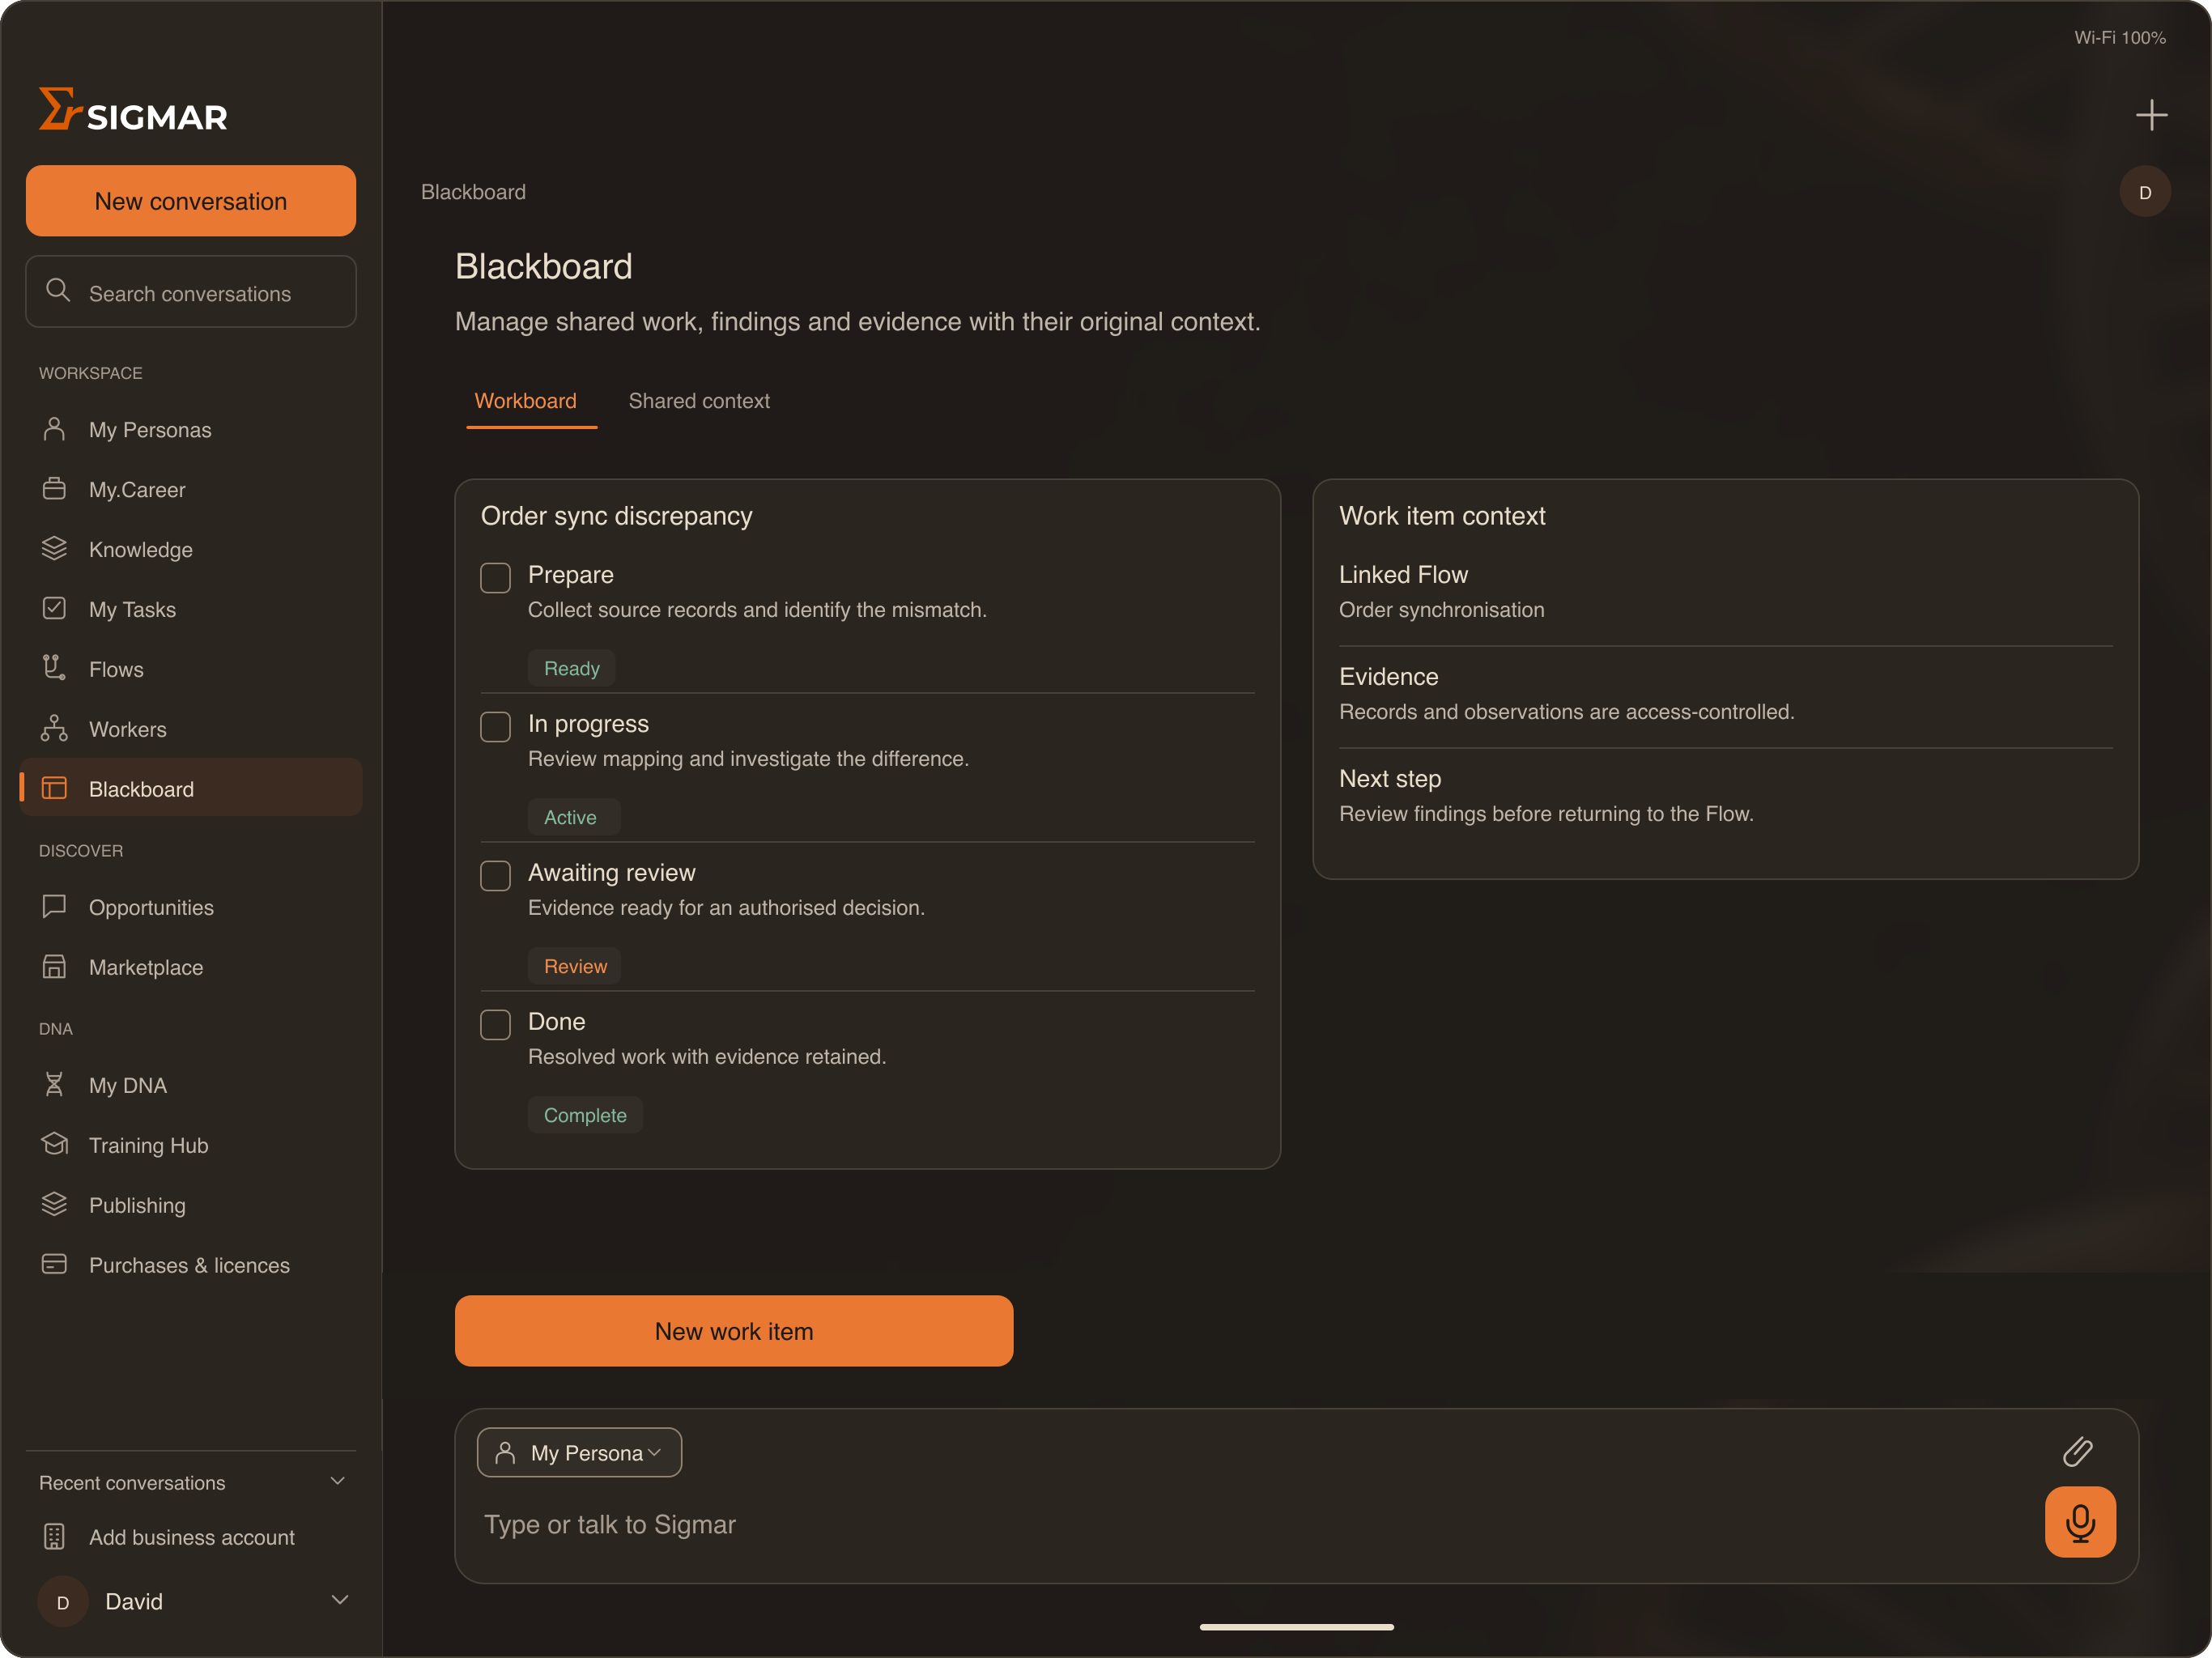 Wi-Fi 100%
Σr SIGMAR
New conversation
Search conversations
WORKSPACE
My Personas
My.Career
Knowledge
My Tasks
Flows
Workers
Blackboard
DISCOVER
Opportunities
Marketplace
DNA
My DNA
Training Hub
Publishing
Purchases & licences
Recent conversations
Add business account
D
David
Blackboard
D
Blackboard
Manage shared work, findings and evidence with their original context.
Workboard
Shared context
Order sync discrepancy
Prepare
Collect source records and identify the mismatch.
Ready
In progress
Review mapping and investigate the difference.
Active
Awaiting review
Evidence ready for an authorised decision.
Review
Done
Resolved work with evidence retained.
Complete
Work item context
Linked Flow
Order synchronisation
Evidence
Records and observations are access-controlled.
Next step
Review findings before returning to the Flow.
New work item
My Persona
Type or talk to Sigmar